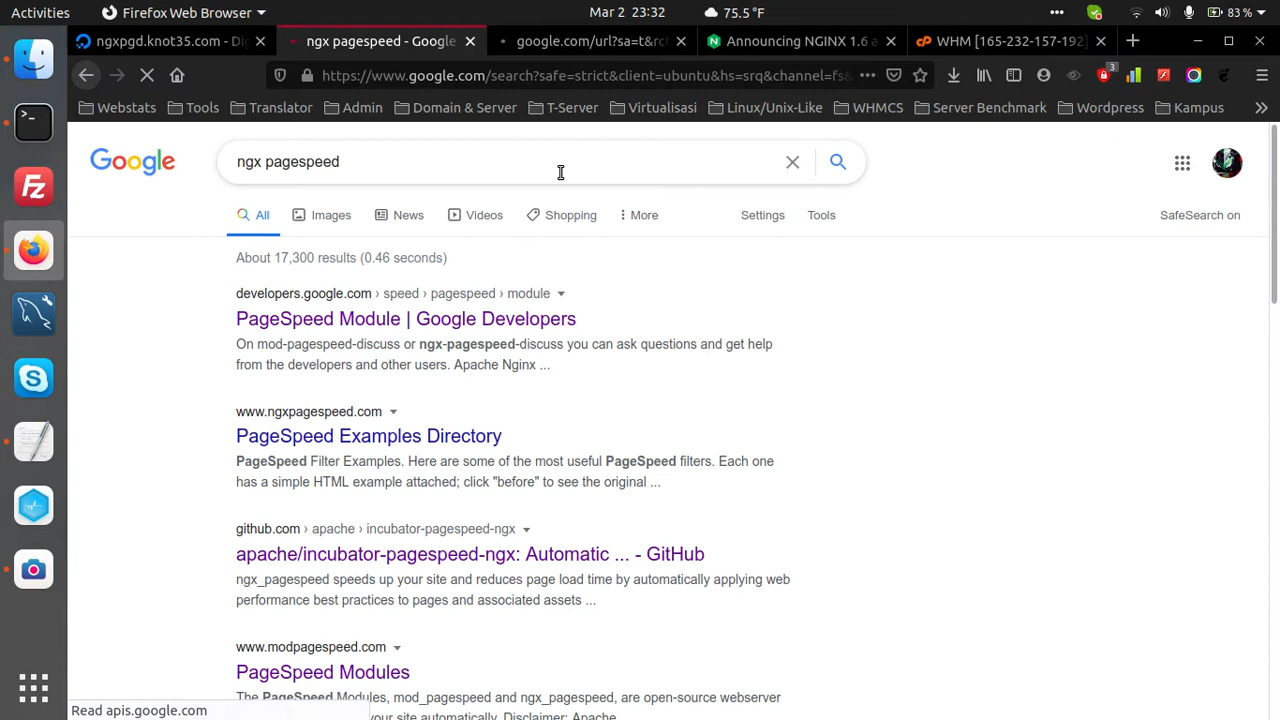 Activities Firefox Web Browser Mar 2 23:32 75.5 °F 83 %
ngxpgd.knot35.com - Dig ngx pagespeed - Google google.com/url?sa=t&rct Announcing NGINX 1.6 a WHM [165-232-157-192]
https://www.google.com/search?safe=strict&client=ubuntu&hs=srq&channel=fs& 3
Webstats Tools Translator Admin Domain & Server T-Server Virtualisasi Linux/Unix-Like WHMCS Server Benchmark Wordpress Kampus
Google ngx pagespeed
All Images News Videos Shopping More Settings Tools SafeSearch on
About 17,300 results (0.46 seconds)
developers.google.com › speed › pagespeed › module
PageSpeed Module | Google Developers
On mod-pagespeed-discuss or ngx-pagespeed-discuss you can ask questions and get help
from the developers and other users. Apache Nginx ...
www.ngxpagespeed.com
PageSpeed Examples Directory
PageSpeed Filter Examples. Here are some of the most useful PageSpeed filters. Each one
has a simple HTML example attached; click "before" to see the original ...
github.com › apache › incubator-pagespeed-ngx
apache/incubator-pagespeed-ngx: Automatic ... - GitHub
ngx_pagespeed speeds up your site and reduces page load time by automatically applying web
performance best practices to pages and associated assets ...
www.modpagespeed.com
PageSpeed Modules
The PageSpeed Modules, mod_pagespeed and ngx_pagespeed, are open-source webserver
Read apis.google.com your site automatically. Disclaimer: Apache